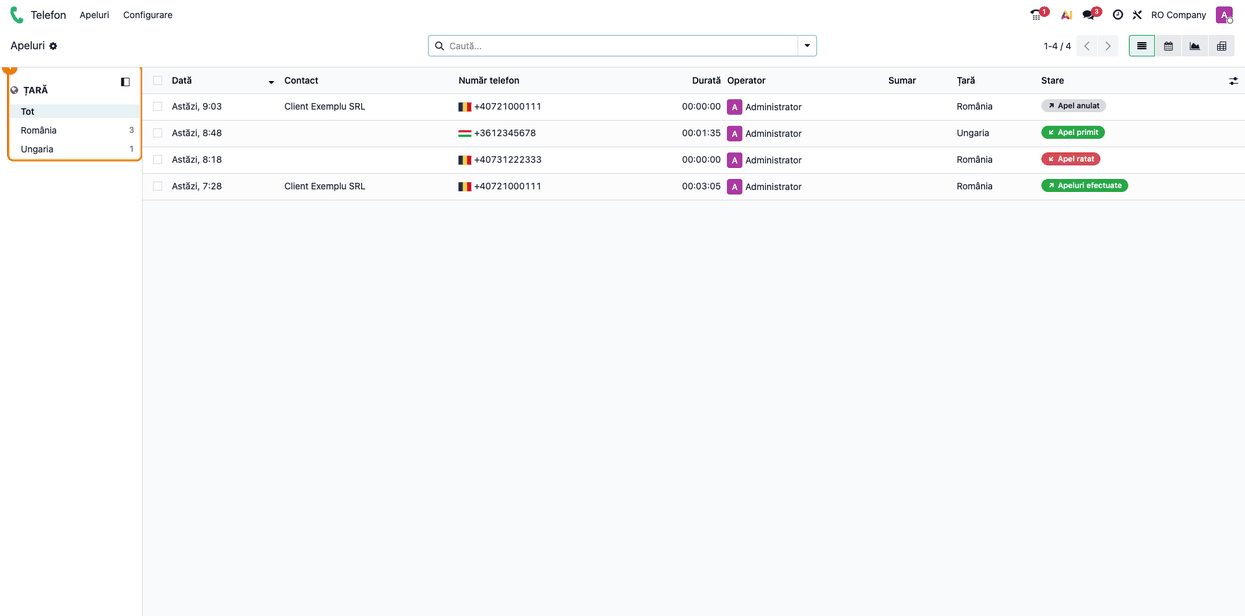 Telefon Apeluri Configurare 1 AI 3 RO Company A
Apeluri Caută... 1-4 / 4
ȚARĂ
Tot
România 3
Ungaria 1
Dată Contact Număr telefon Durată Operator Sumar Țară Stare
Astăzi, 9:03 Client Exemplu SRL +40721000111 00:00:00 A Administrator România Apel anulat
Astăzi, 8:48 +3612345678 00:01:35 A Administrator Ungaria Apel primit
Astăzi, 8:18 +40731222333 00:00:00 A Administrator România Apel ratat
Astăzi, 7:28 Client Exemplu SRL +40721000111 00:03:05 A Administrator România Apeluri efectuate